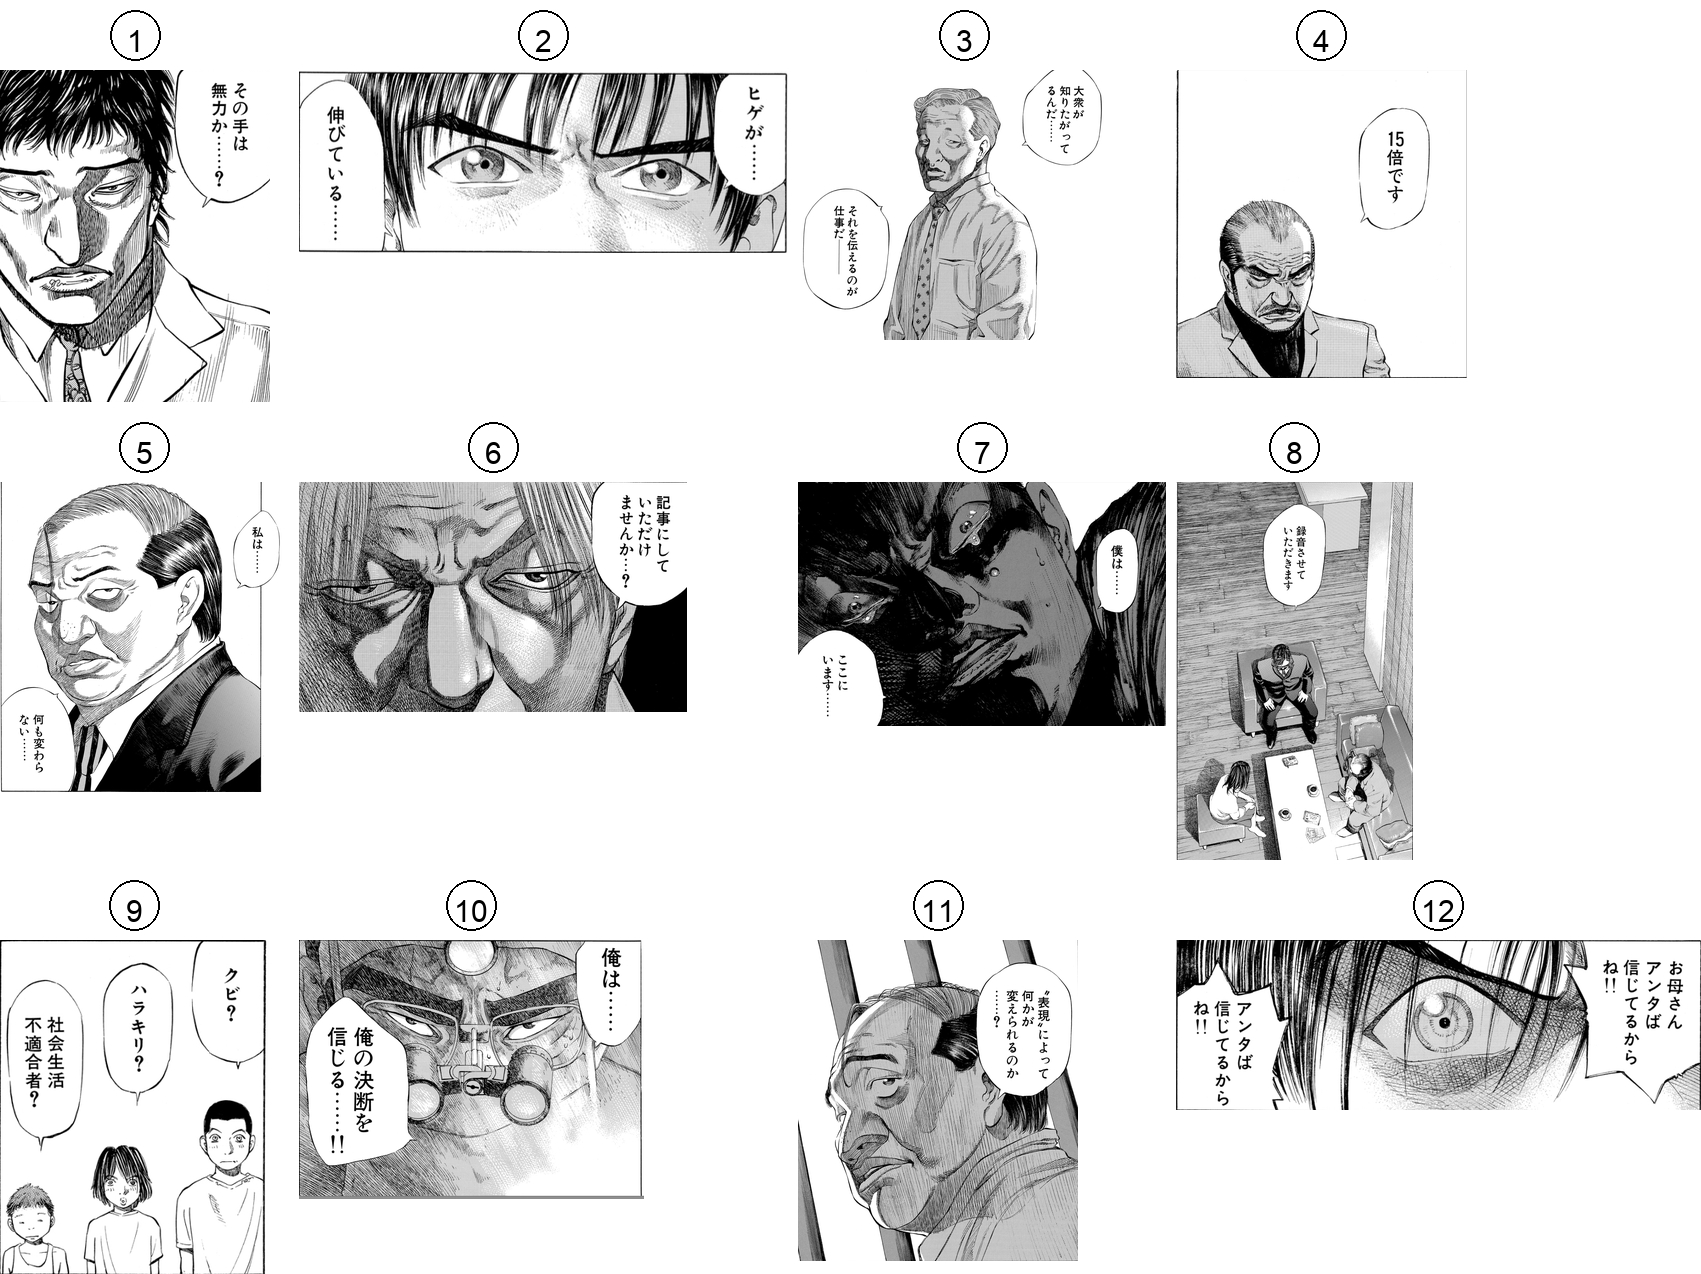 1
その手は
無力か……?
2
ヒゲが……
伸びている……
3
大衆が
知りたがって
るんだ……
それを伝えるのが
仕事だ――
4
15倍です
5
私は……
何も変わら
ない……
6
記事にして
いただけ
ませんか…?
7
僕は……
ここに
います……
8
録音させて
いただきます
9
クビ?
ハラキリ?
社会生活
不適合者?
10
俺は……
俺の決断を
信じる……!!
11
〝表現〟によって
何かが
変えられるのか
……?
12
お母さん
アンタば
信じてるから
ね!!
アンタば
信じてるから
ね!!